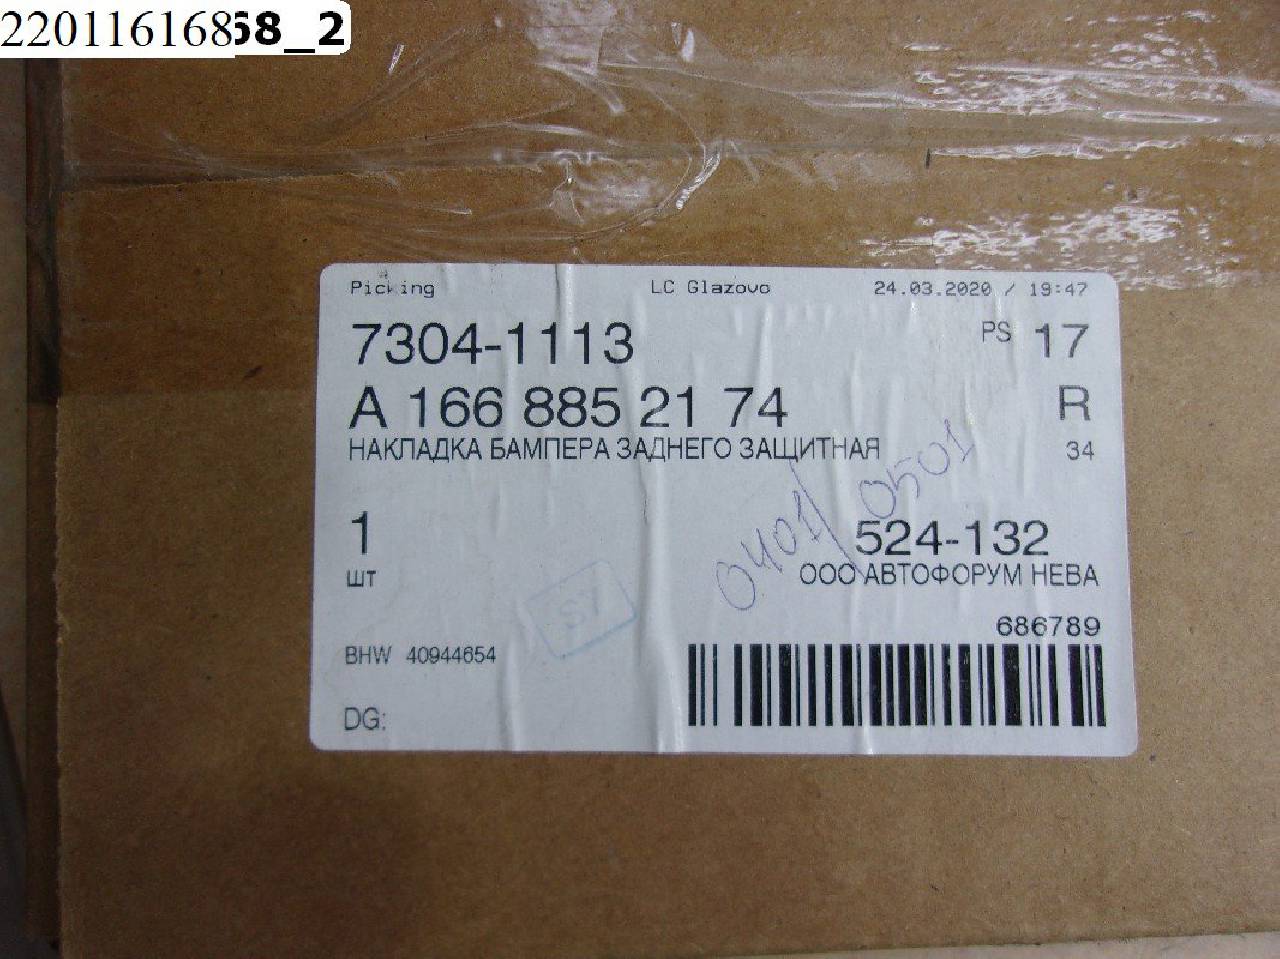 22011616858_2
Picking LC Glazovo 24.03.2020 / 19:47
7304-1113 PS 17
A 166 885 21 74 R
НАКЛАДКА БАМПЕРА ЗАДНЕГО ЗАЩИТНАЯ 34
0401/0501
1 524-132
шт ООО АВТОФОРУМ НЕВА
686789
BHW 40944654
DG: